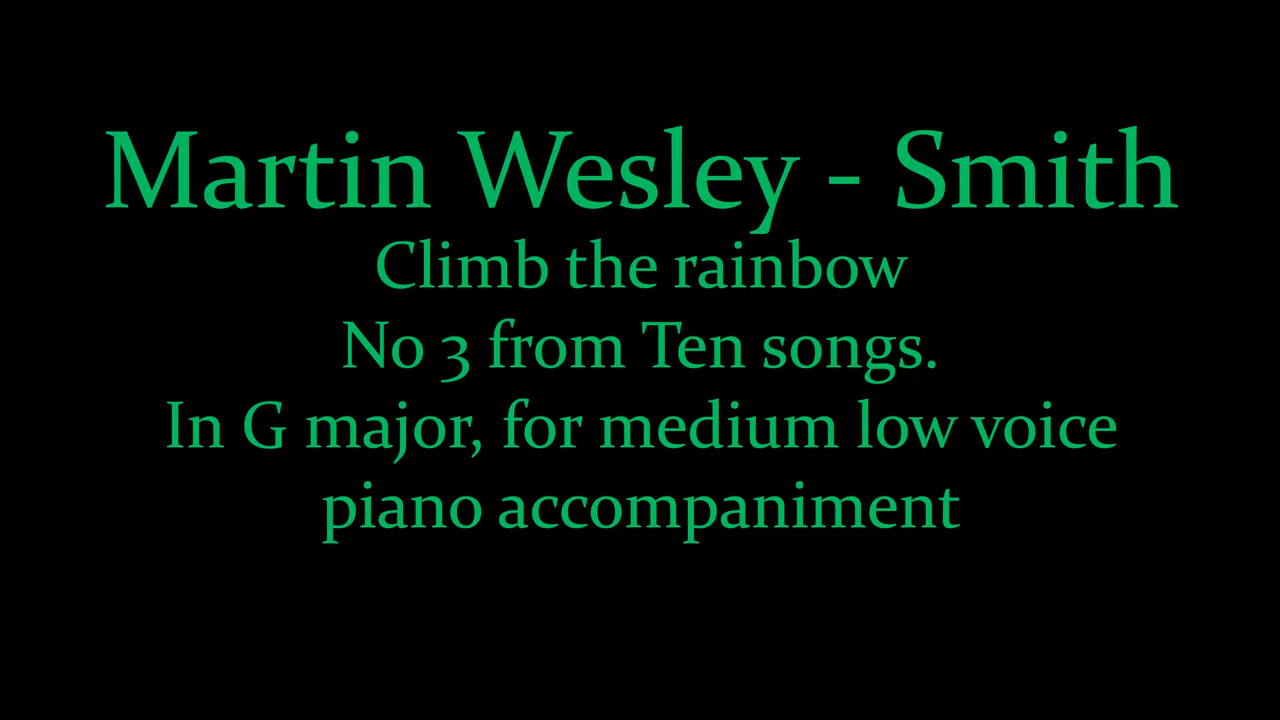 Martin Wesley - Smith
Climb the rainbow
No 3 from Ten songs.
In G major, for medium low voice
piano accompaniment